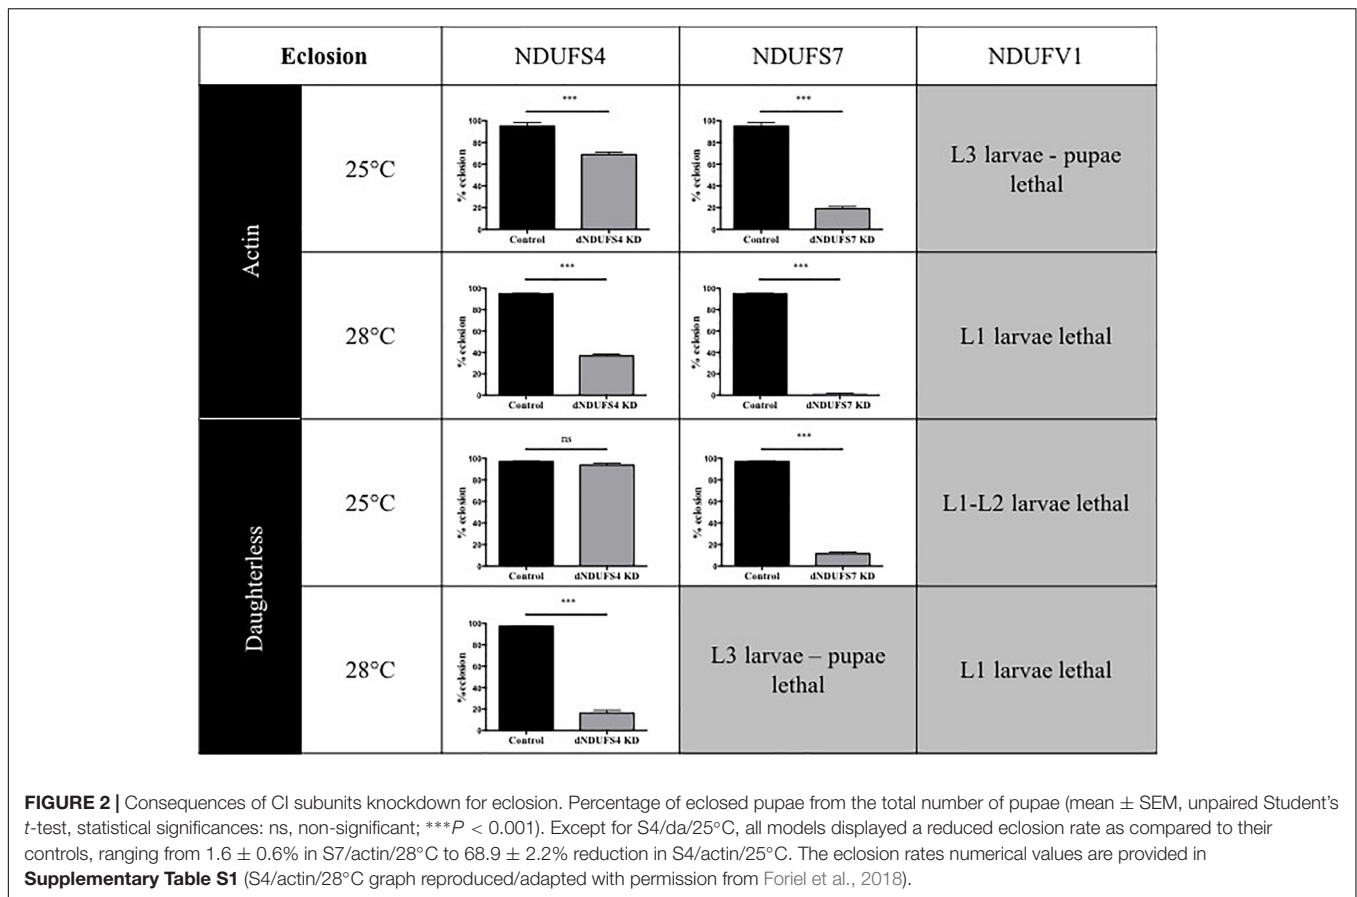 Eclosion NDUFS4 NDUFS7 NDUFV1
Actin
25°C
***
% eclosion
100
80
60
40
20
0
Control dNDUFS4 KD
***
% eclosion
100
80
60
40
20
0
Control dNDUFS7 KD
L3 larvae - pupae
lethal
28°C
***
% eclosion
100
80
60
40
20
0
Control dNDUFS4 KD
***
% eclosion
100
80
60
40
20
0
Control dNDUFS7 KD
L1 larvae lethal
Daughterless
25°C
ns
% eclosion
100
80
60
40
20
0
Control dNDUFS4 KD
***
% eclosion
100
80
60
40
20
0
Control dNDUFS7 KD
L1-L2 larvae lethal
28°C
***
%eclosion
100
80
60
40
20
0
Control dNDUFS4 KD
L3 larvae – pupae
lethal
L1 larvae lethal
FIGURE 2 | Consequences of CI subunits knockdown for eclosion. Percentage of eclosed pupae from the total number of pupae (mean ± SEM, unpaired Student's
t-test, statistical significances: ns, non-significant; ***P < 0.001). Except for S4/da/25°C, all models displayed a reduced eclosion rate as compared to their
controls, ranging from 1.6 ± 0.6% in S7/actin/28°C to 68.9 ± 2.2% reduction in S4/actin/25°C. The eclosion rates numerical values are provided in
Supplementary Table S1 (S4/actin/28°C graph reproduced/adapted with permission from Foriel et al., 2018).